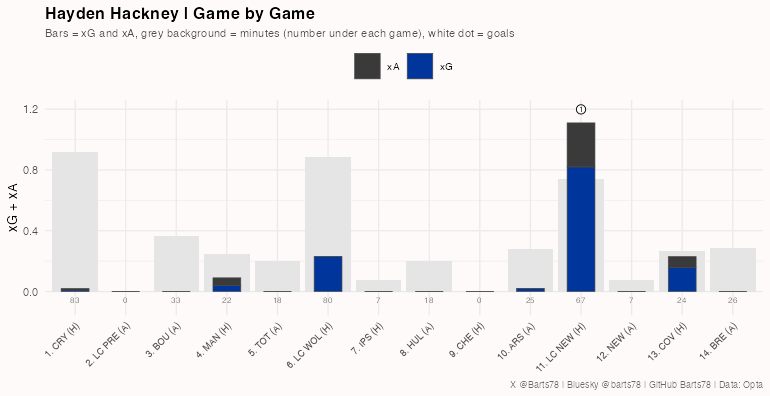 Hayden Hackney | Game by Game
Bars = xG and xA, grey background = minutes (number under each game), white dot = goals
xA xG
xG + xA
1.2
0.8
0.4
0.0
1
83 0 33 22 18 80 7 18 0 25 67 7 24 26
1. CRY (H)
2. LC PRE (A)
3. BOU (A)
4. MAN (H)
5. TOT (A)
6. LC WOL (H)
7. IPS (H)
8. HUL (A)
9. CHE (H)
10. ARS (A)
11. LC NEW (H)
12. NEW (A)
13. COV (H)
14. BRE (A)
X @Barts78 | Bluesky @barts78 | GitHub Barts78 | Data: Opta